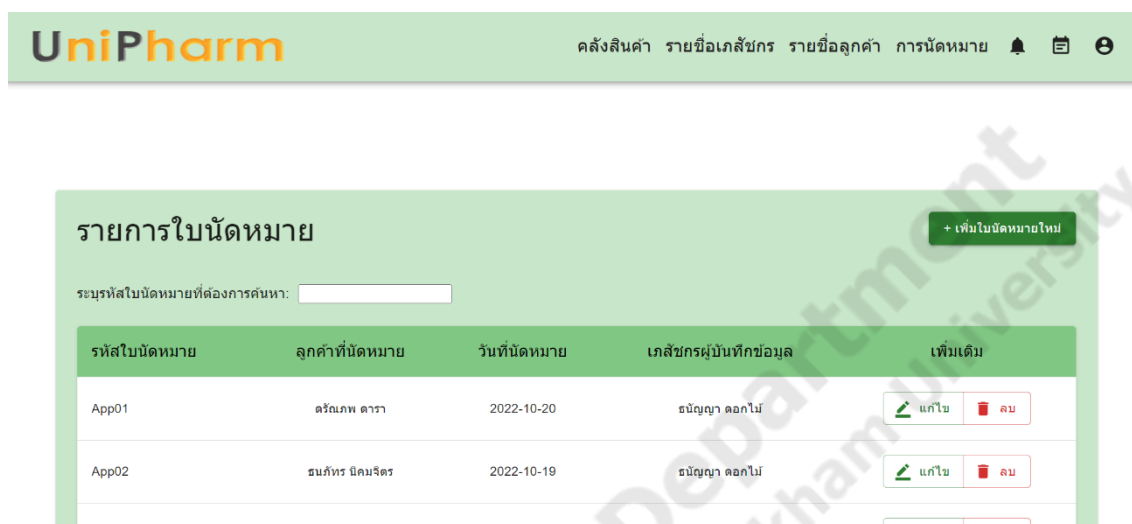 UniPharm
คลังสินค้า รายชื่อเภสัชกร รายชื่อลูกค้า การนัดหมาย
รายการใบนัดหมาย
+ เพิ่มใบนัดหมายใหม่
ระบุรหัสใบนัดหมายที่ต้องการค้นหา:
รหัสใบนัดหมาย ลูกค้าที่นัดหมาย วันที่นัดหมาย เภสัชกรผู้บันทึกข้อมูล เพิ่มเติม
App01 ดรัณภพ ดารา 2022-10-20 ธนัญญา ดอกไม้ แก้ไข ลบ
App02 ธนภัทร นิคมจิตร 2022-10-19 ธนัญญา ดอกไม้ แก้ไข ลบ
Department
University